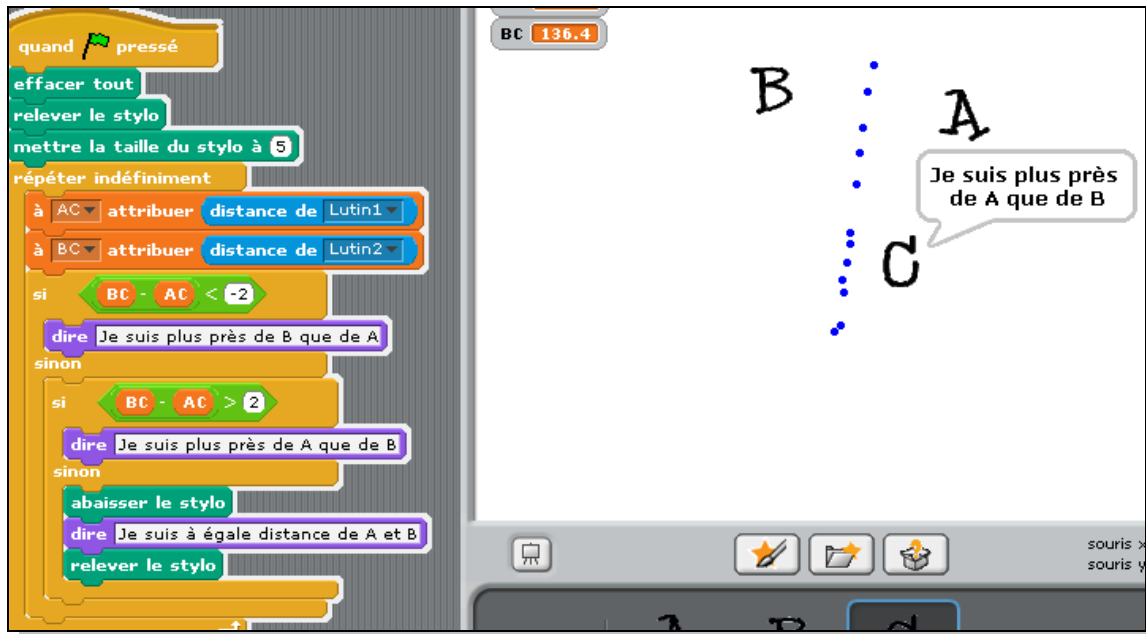 quand pressé
effacer tout
relever le stylo
mettre la taille du stylo à 5
répéter indéfiniment
à AC attribuer distance de Lutin1
à BC attribuer distance de Lutin2
si BC - AC < -2
dire Je suis plus près de B que de A
sinon
si BC - AC > 2
dire Je suis plus près de A que de B
sinon
abaisser le stylo
dire Je suis à égale distance de A et B
relever le stylo
BC 136.4
B
A
Je suis plus près
de A que de B
C
souris x
souris y
A B C